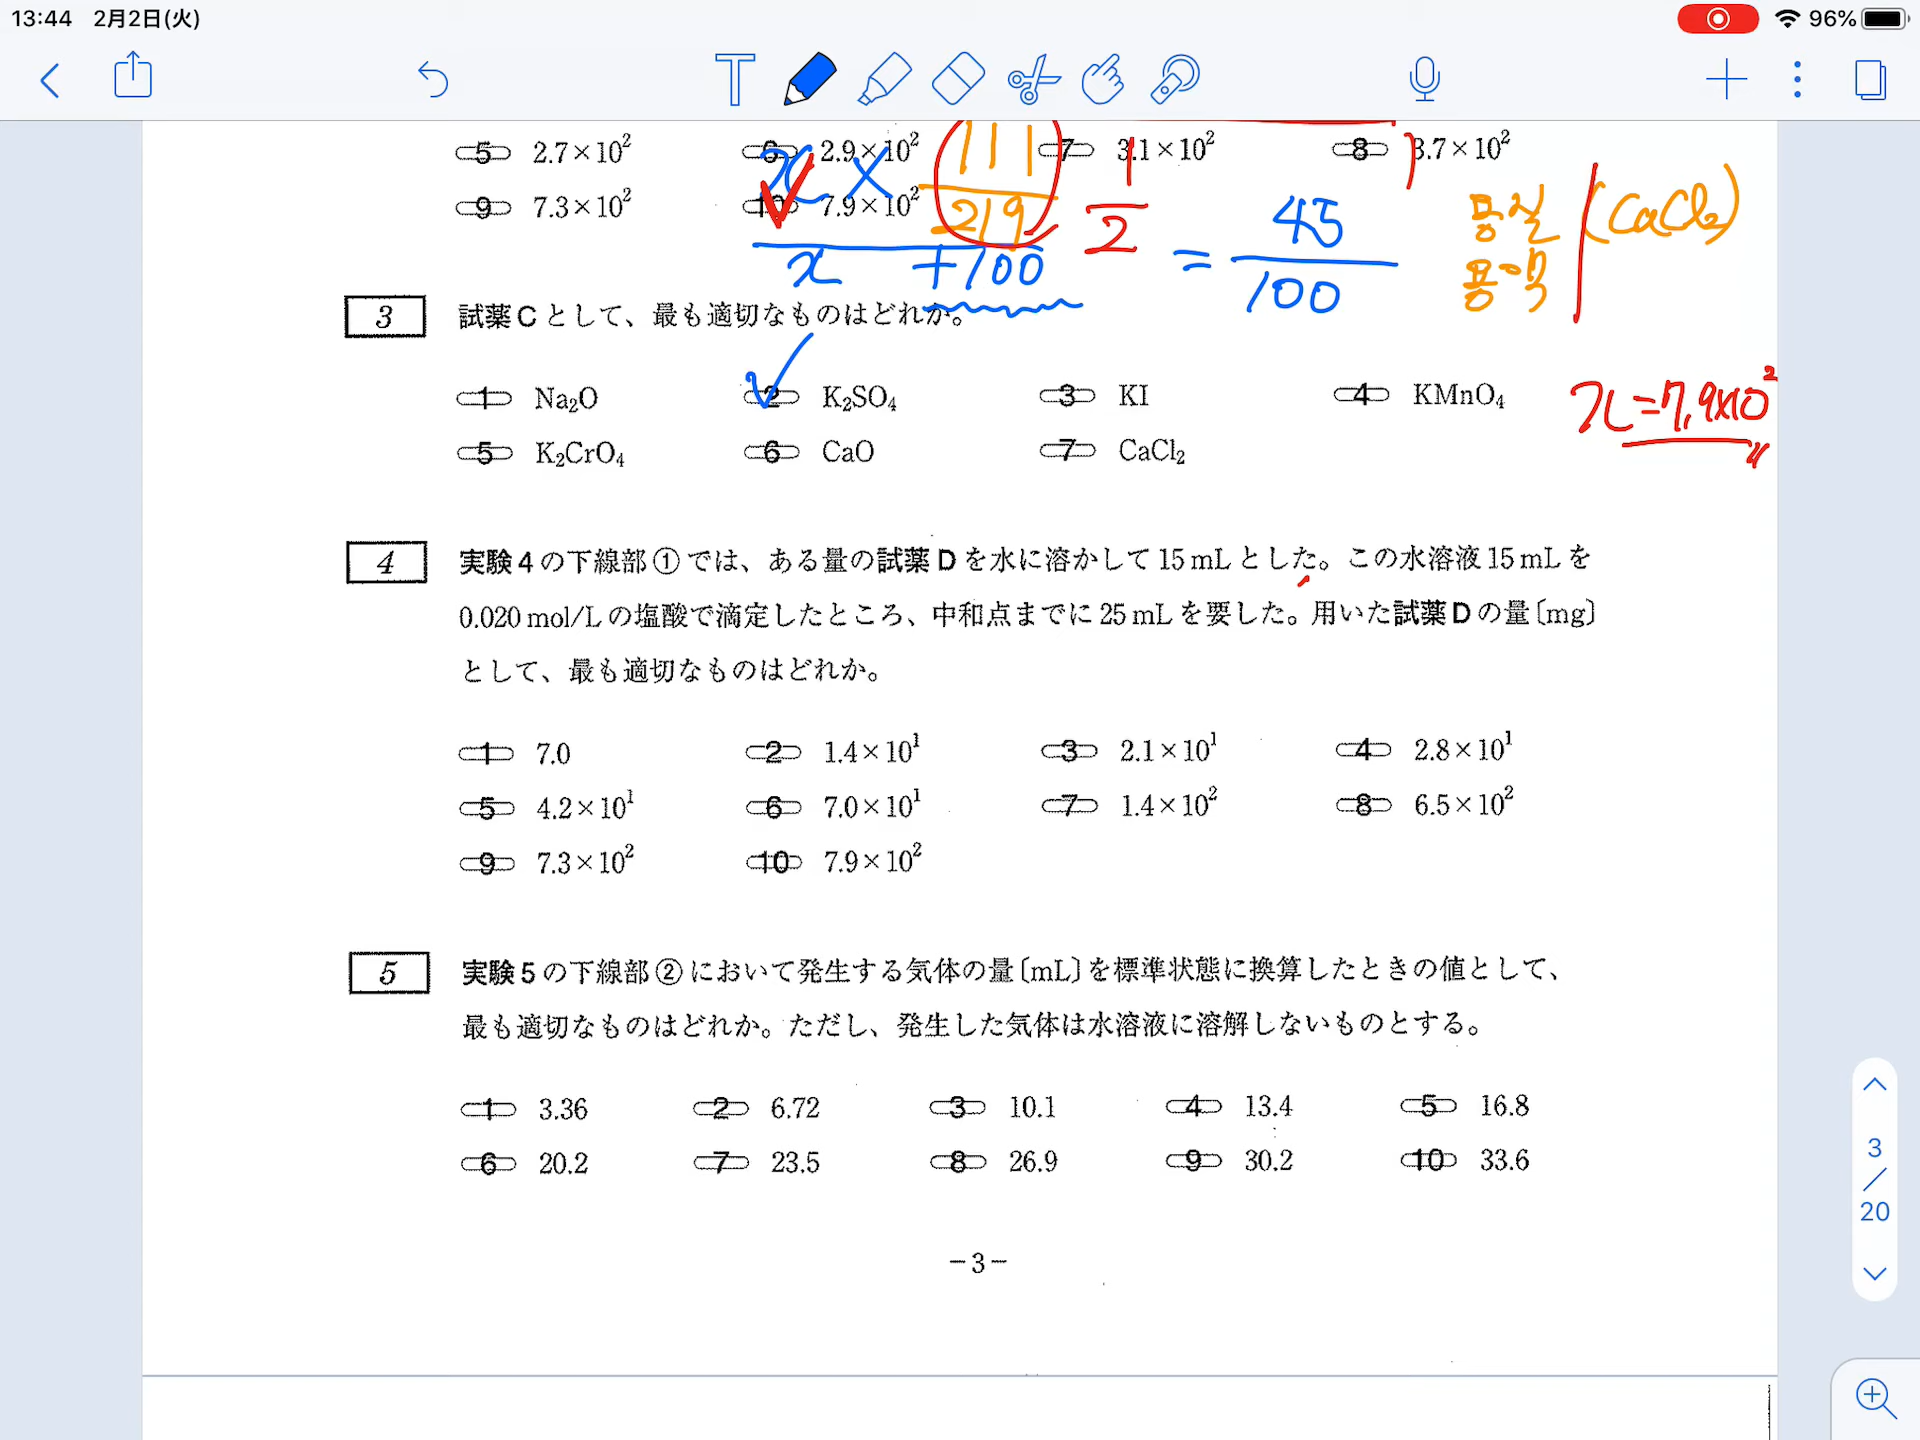 13:44 2月2日(火) 96%
5 2.7×10² 6 2.9×10² 7 3.1×10² 8 3.7×10²
9 7.3×10² 10 7.9×10²
x × 111/219 1/2
x +100 = 45/100
용질 (CaCl₂)
용액
3 試薬Cとして、最も適切なものはどれか。
1 Na₂O 2 K₂SO₄ 3 KI 4 KMnO₄
x=7.9×10²
5 K₂CrO₄ 6 CaO 7 CaCl₂
4 実験4の下線部①では、ある量の試薬Dを水に溶かして15mLとした。この水溶液15mLを
0.020mol/Lの塩酸で滴定したところ、中和点までに25mLを要した。用いた試薬Dの量〔mg〕
として、最も適切なものはどれか。
1 7.0 2 1.4×10¹ 3 2.1×10¹ 4 2.8×10¹
5 4.2×10¹ 6 7.0×10¹ 7 1.4×10² 8 6.5×10²
9 7.3×10² 10 7.9×10²
5 実験5の下線部②において発生する気体の量〔mL〕を標準状態に換算したときの値として、
最も適切なものはどれか。ただし、発生した気体は水溶液に溶解しないものとする。
1 3.36 2 6.72 3 10.1 4 13.4 5 16.8
6 20.2 7 23.5 8 26.9 9 30.2 10 33.6
3
/
20
－3－